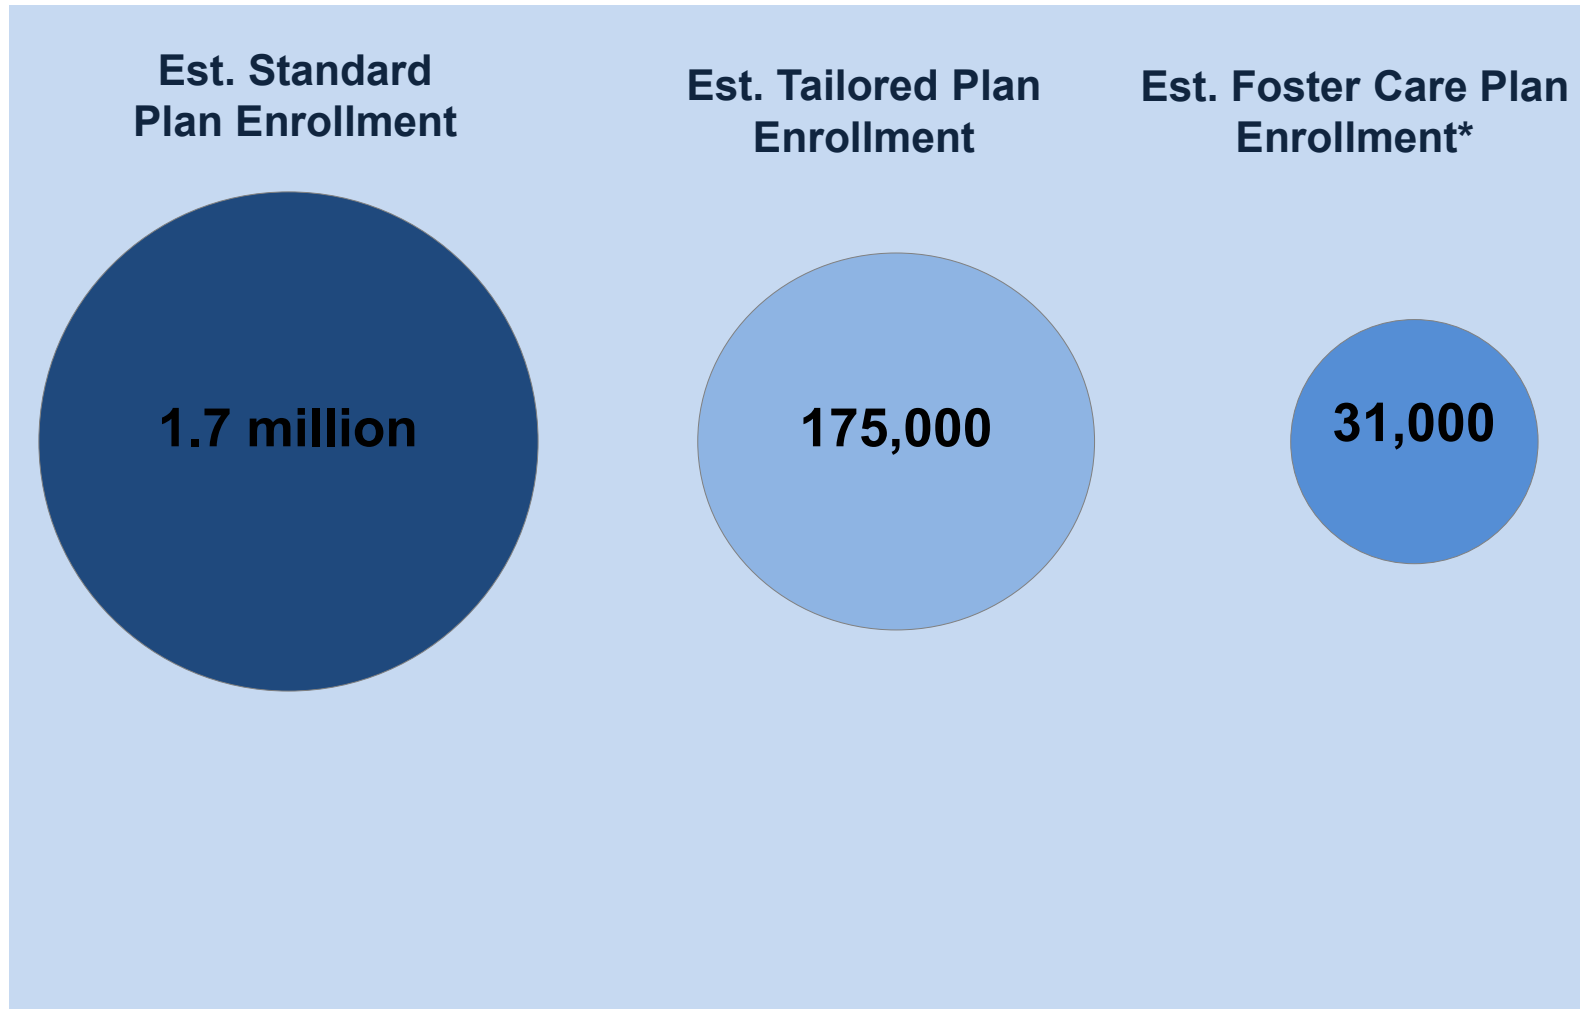 Est. Standard
Plan Enrollment
1.7 million
Est. Tailored Plan
Enrollment
175,000
Est. Foster Care Plan
Enrollment*
31,000